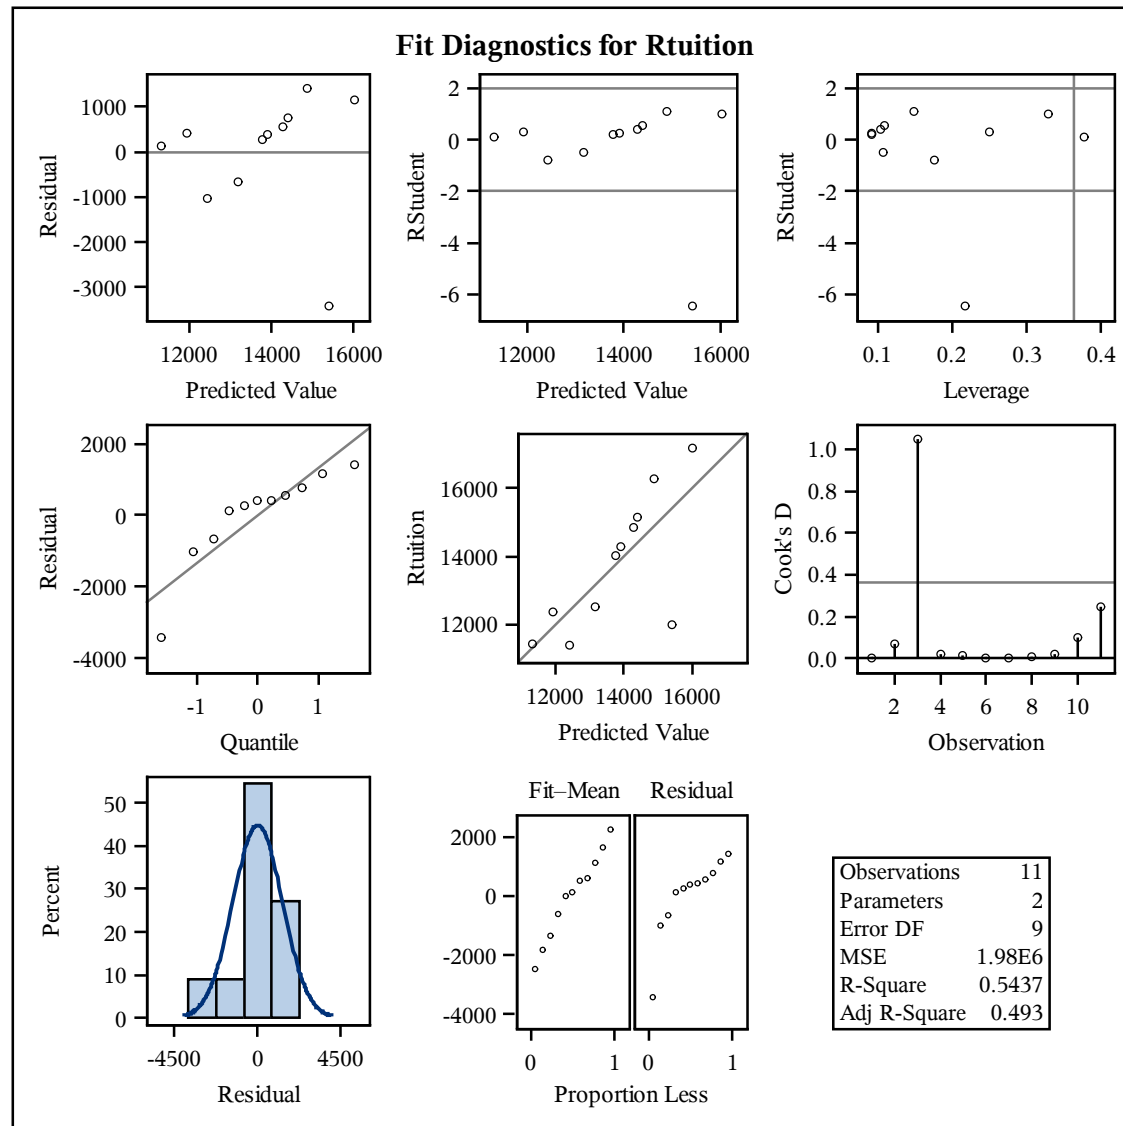 Fit Diagnostics for Rtuition
1000
0
-1000
-2000
-3000
Residual
12000 14000 16000
Predicted Value
2
0
-2
-4
-6
RStudent
12000 14000 16000
Predicted Value
2
0
-2
-4
-6
RStudent
0.1 0.2 0.3 0.4
Leverage
2000
0
-2000
-4000
Residual
-1 0 1
Quantile
16000
14000
12000
Rtuition
12000 14000 16000
Predicted Value
1.0
0.8
0.6
0.4
0.2
0.0
Cook's D
2 4 6 8 10
Observation
50
40
30
20
10
0
Percent
-4500 0 4500
Residual
Fit–Mean Residual
2000
0
-2000
-4000
0 1 0 1
Proportion Less
Observations 11
Parameters 2
Error DF 9
MSE 1.98E6
R-Square 0.5437
Adj R-Square 0.493